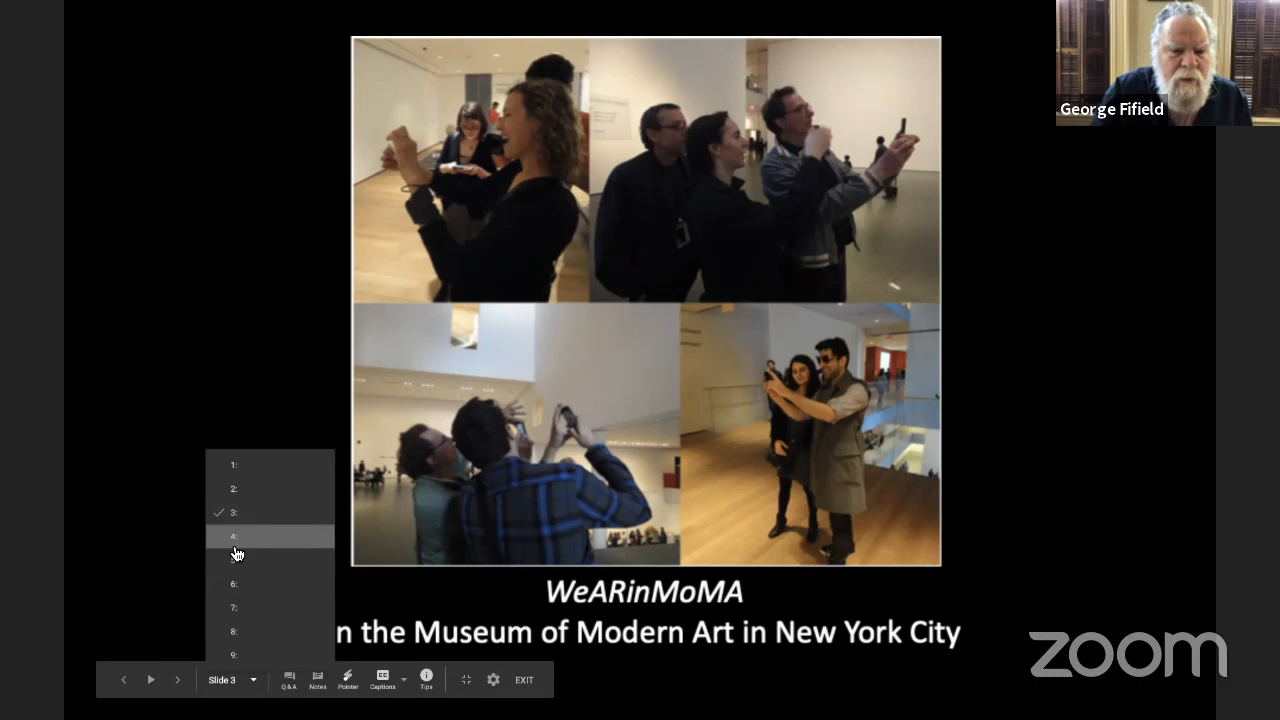 George Fifield
1:
2:
3:
4:
6:
7:
8:
9:
WeARinMoMA
n the Museum of Modern Art in New York City
zoom
Slide 3
Q & A
Notes
Pointer
Captions
Tips
EXIT